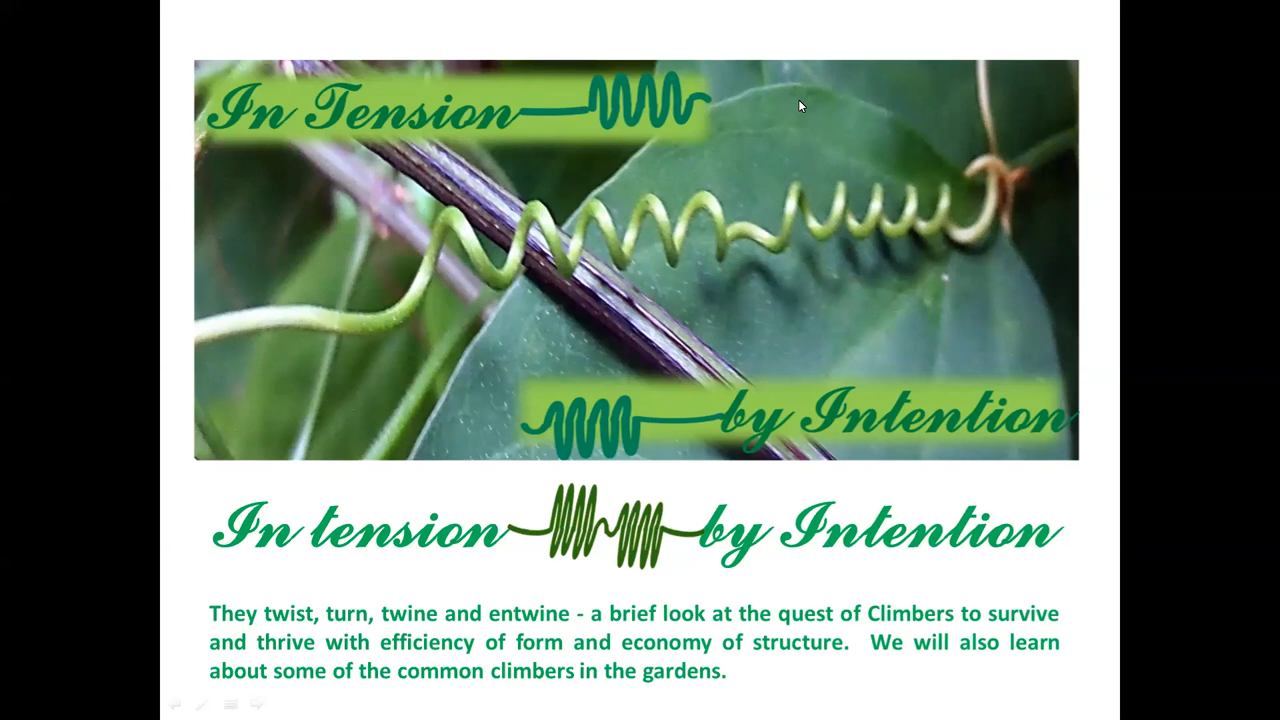 In Tension
by Intention
In tension by Intention
They twist, turn, twine and entwine - a brief look at the quest of Climbers to survive
and thrive with efficiency of form and economy of structure. We will also learn
about some of the common climbers in the gardens.